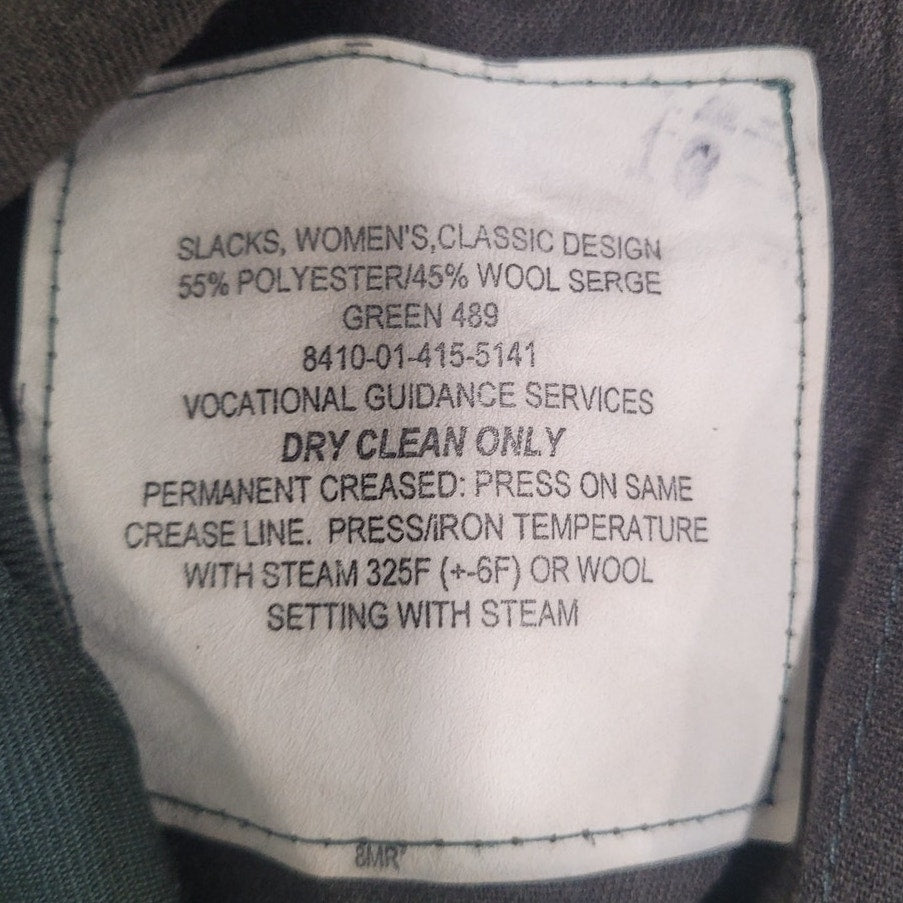 SLACKS, WOMEN'S,CLASSIC DESIGN
55% POLYESTER/45% WOOL SERGE
GREEN 489
8410-01-415-5141
VOCATIONAL GUIDANCE SERVICES
DRY CLEAN ONLY
PERMANENT CREASED: PRESS ON SAME
CREASE LINE. PRESS/IRON TEMPERATURE
WITH STEAM 325F (+-6F) OR WOOL
SETTING WITH STEAM
8MR